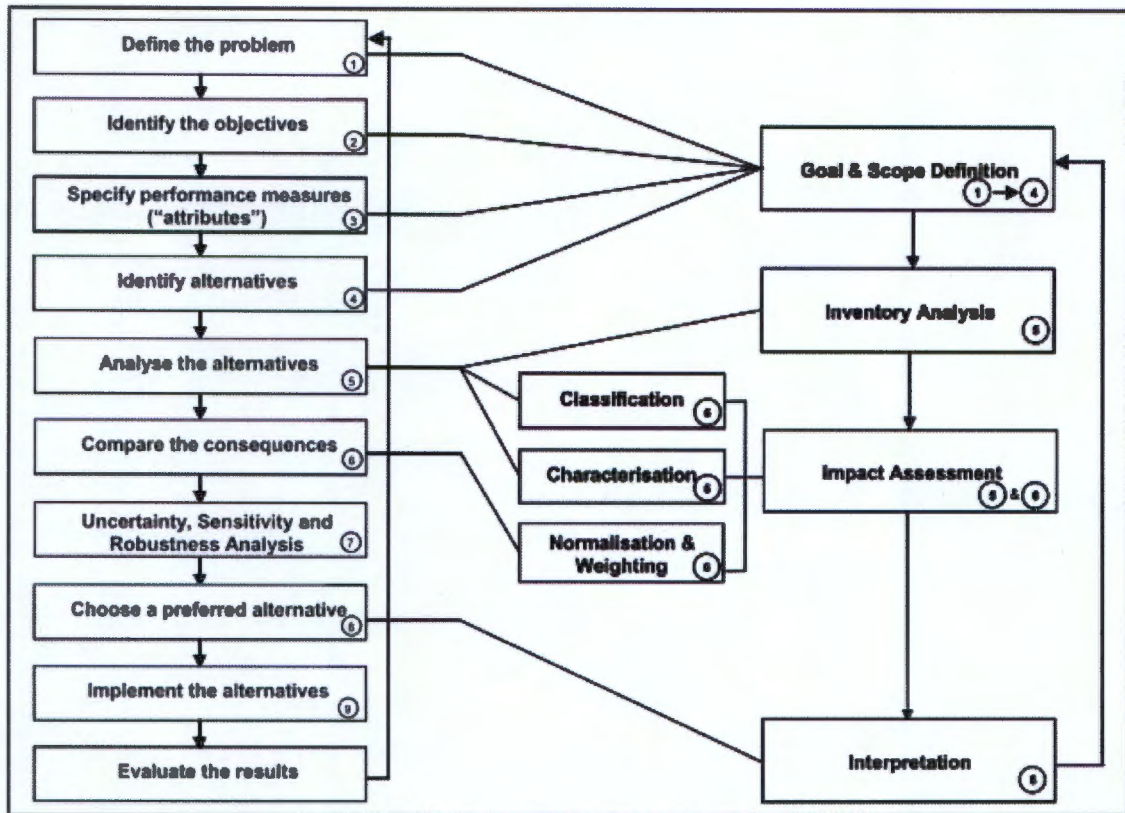 Define the problem
1
Identify the objectives
2
Specify performance measures
("attributes")
3
Identify alternatives
4
Analyse the alternatives
5
Compare the consequences
6
Uncertainty, Sensitivity and
Robustness Analysis
7
Choose a preferred alternative
8
Implement the alternatives
9
Evaluate the results
Goal & Scope Definition
1 4
Inventory Analysis
5
Classification
Characterisation
Normalisation &
Weighting
6
Impact Assessment
5 & 6
Interpretation
8